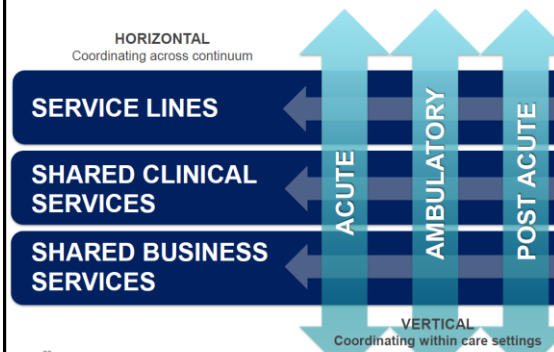 HORIZONTAL
Coordinating across continuum
SERVICE LINES
SHARED CLINICAL
SERVICES
SHARED BUSINESS
SERVICES
ACUTE
AMBULATORY
POST ACUTE
VERTICAL
Coordinating within care settings